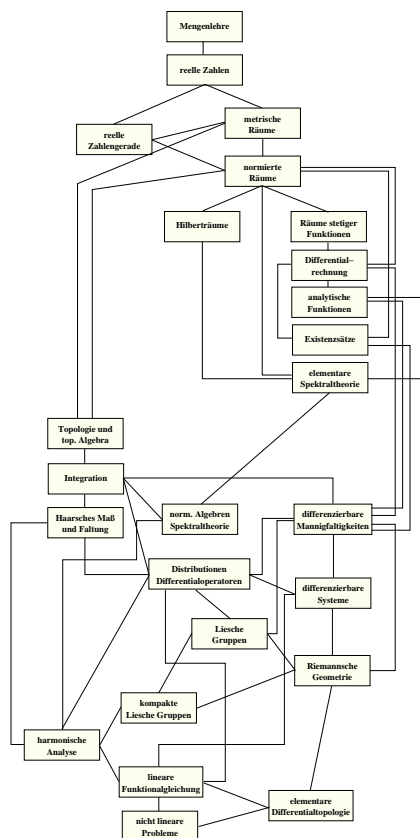 Mengenlehre
reelle Zahlen
reelle
Zahlengerade
metrische
Räume
normierte
Räume
Hilberträume
Räume stetiger
Funktionen
Differential–
rechnung
analytische
Funktionen
Existenzsätze
elementare
Spektraltheorie
Topologie und
top. Algebra
Integration
Haarsches Maß
und Faltung
norm. Algebren
Spektraltheorie
differenzierbare
Mannigfaltigkeiten
Distributionen
Differentialoperatoren
differenzierbare
Systeme
Liesche
Gruppen
Riemannsche
Geometrie
kompakte
Liesche Gruppen
harmonische
Analyse
lineare
Funktionalgleichung
elementare
Differentialtopologie
nicht lineare
Probleme